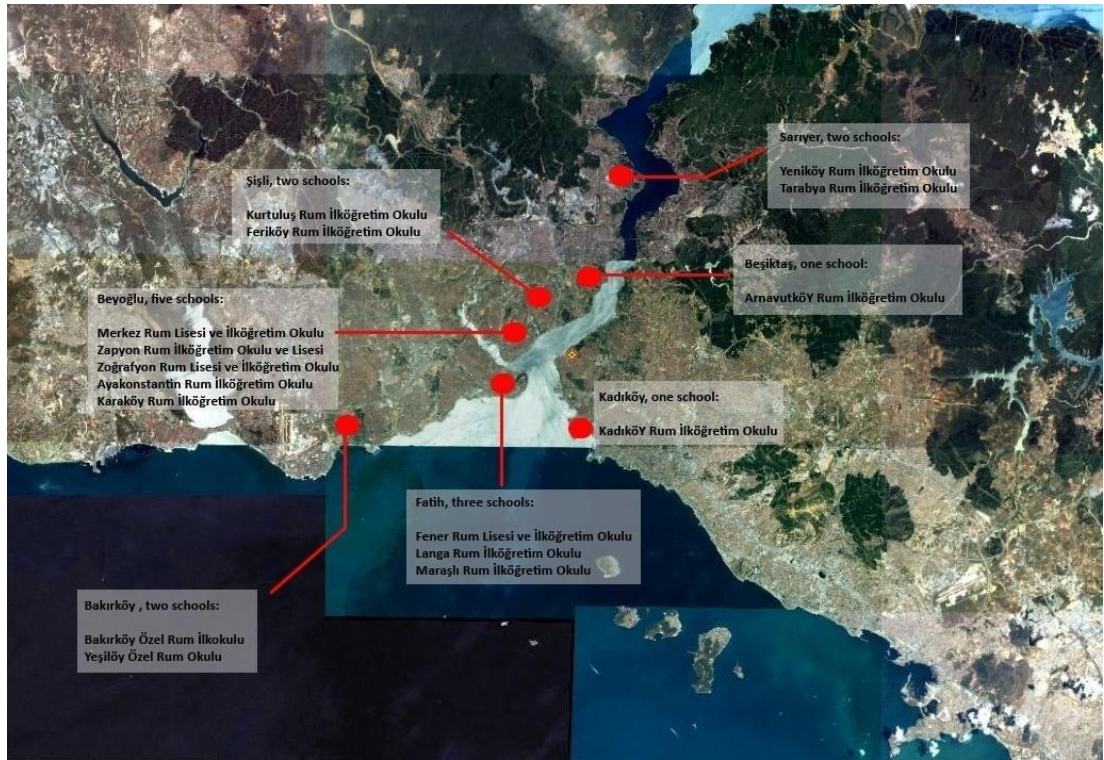 Sarıyer, two schools:
Yeniköy Rum İlköğretim Okulu
Tarabya Rum İlköğretim Okulu
Şişli, two schools:
Kurtuluş Rum İlköğretim Okulu
Feriköy Rum İlköğretim Okulu
Beşiktaş, one school:
ArnavutköY Rum İlköğretim Okulu
Beyoğlu, five schools:
Merkez Rum Lisesi ve İlköğretim Okulu
Zapyon Rum İlköğretim Okulu ve Lisesi
Zoğrafyon Rum Lisesi ve İlköğretim Okulu
Ayakonstantin Rum İlköğretim Okulu
Karaköy Rum İlköğretim Okulu
Kadıköy, one school:
KadıköY Rum İlköğretim Okulu
Fatih, three schools:
Fener Rum Lisesi ve İlköğretim Okulu
Langa Rum İlköğretim Okulu
Maraşlı Rum İlköğretim Okulu
Bakırköy , two schools:
Bakırköy Özel Rum İlkokulu
Yeşilöy Özel Rum Okulu